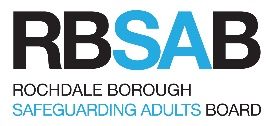 RBSAB
ROCHDALE BOROUGH
SAFEGUARDING ADULTS BOARD